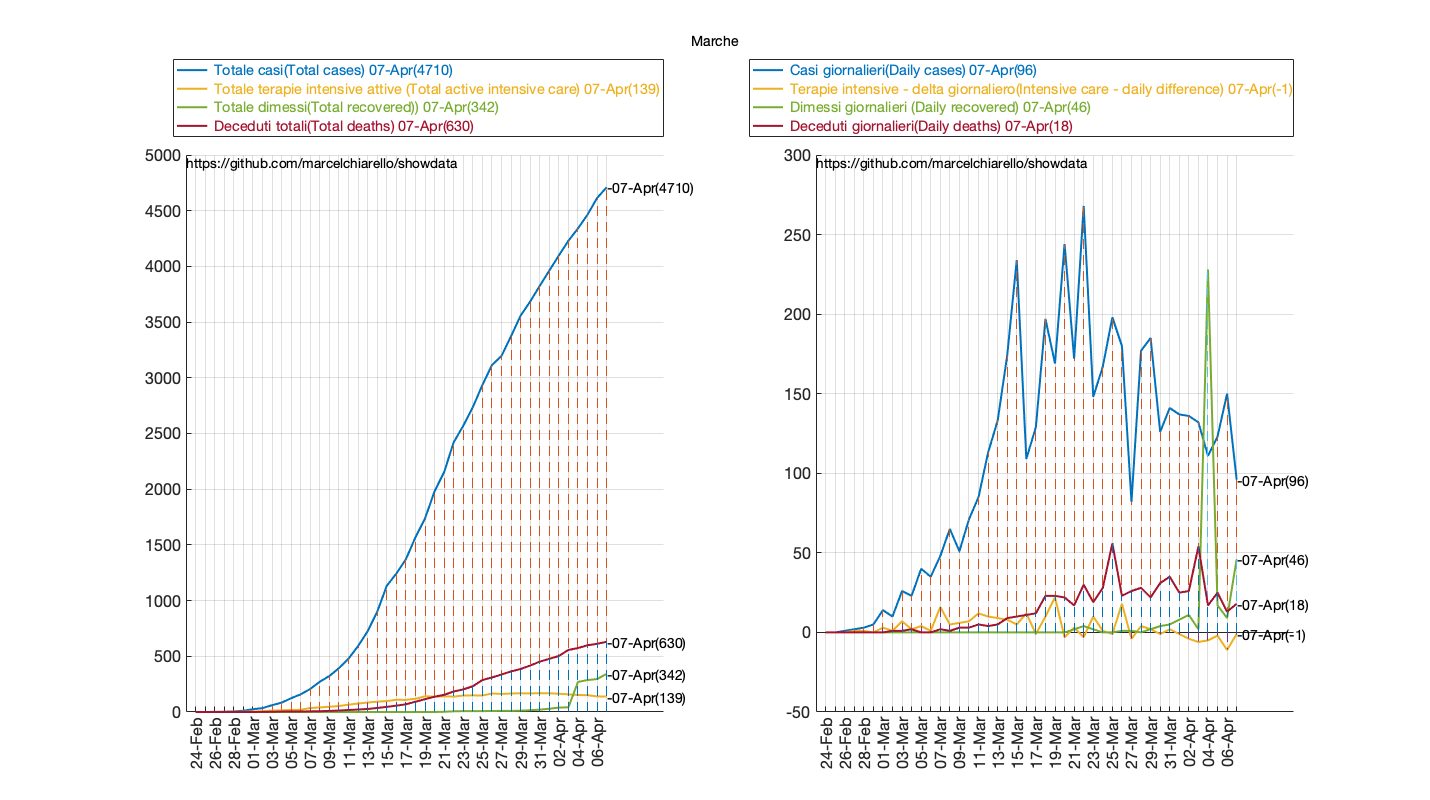 Marche
Totale casi(Total cases) 07-Apr(4710)
Totale terapie intensive attive (Total active intensive care) 07-Apr(139)
Totale dimessi(Total recovered)) 07-Apr(342)
Deceduti totali(Total deaths) 07-Apr(630)
5000
https://github.com/marcelchiarello/showdata
4500
4000
3500
3000
2500
2000
1500
1000
500
0
-07-Apr(4710)
-07-Apr(630)
-07-Apr(342)
-07-Apr(139)
24-Feb
26-Feb
28-Feb
01-Mar
03-Mar
05-Mar
07-Mar
09-Mar
11-Mar
13-Mar
15-Mar
17-Mar
19-Mar
21-Mar
23-Mar
25-Mar
27-Mar
29-Mar
31-Mar
02-Apr
04-Apr
06-Apr
Casi giornalieri(Daily cases) 07-Apr(96)
Terapie intensive - delta giornaliero(Intensive care - daily difference) 07-Apr(-1)
Dimessi giornalieri (Daily recovered) 07-Apr(46)
Deceduti giornalieri(Daily deaths) 07-Apr(18)
300
https://github.com/marcelchiarello/showdata
250
200
150
100
50
0
-50
-07-Apr(96)
-07-Apr(46)
-07-Apr(18)
-07-Apr(-1)
24-Feb
26-Feb
28-Feb
01-Mar
03-Mar
05-Mar
07-Mar
09-Mar
11-Mar
13-Mar
15-Mar
17-Mar
19-Mar
21-Mar
23-Mar
25-Mar
27-Mar
29-Mar
31-Mar
02-Apr
04-Apr
06-Apr